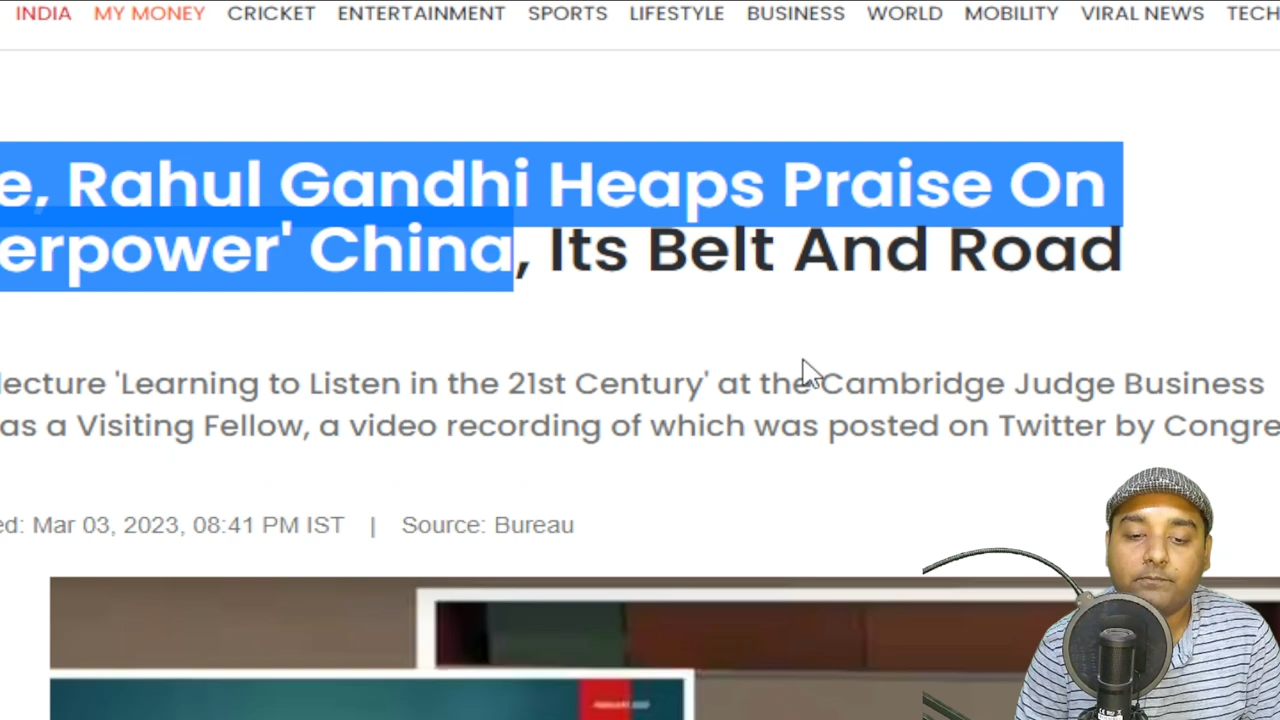 INDIA MY MONEY CRICKET ENTERTAINMENT SPORTS LIFESTYLE BUSINESS WORLD MOBILITY VIRAL NEWS TECH
e, Rahul Gandhi Heaps Praise On
erpower' China, Its Belt And Road
lecture 'Learning to Listen in the 21st Century' at the Cambridge Judge Business
as a Visiting Fellow, a video recording of which was posted on Twitter by Congre
ed: Mar 03, 2023, 08:41 PM IST | Source: Bureau